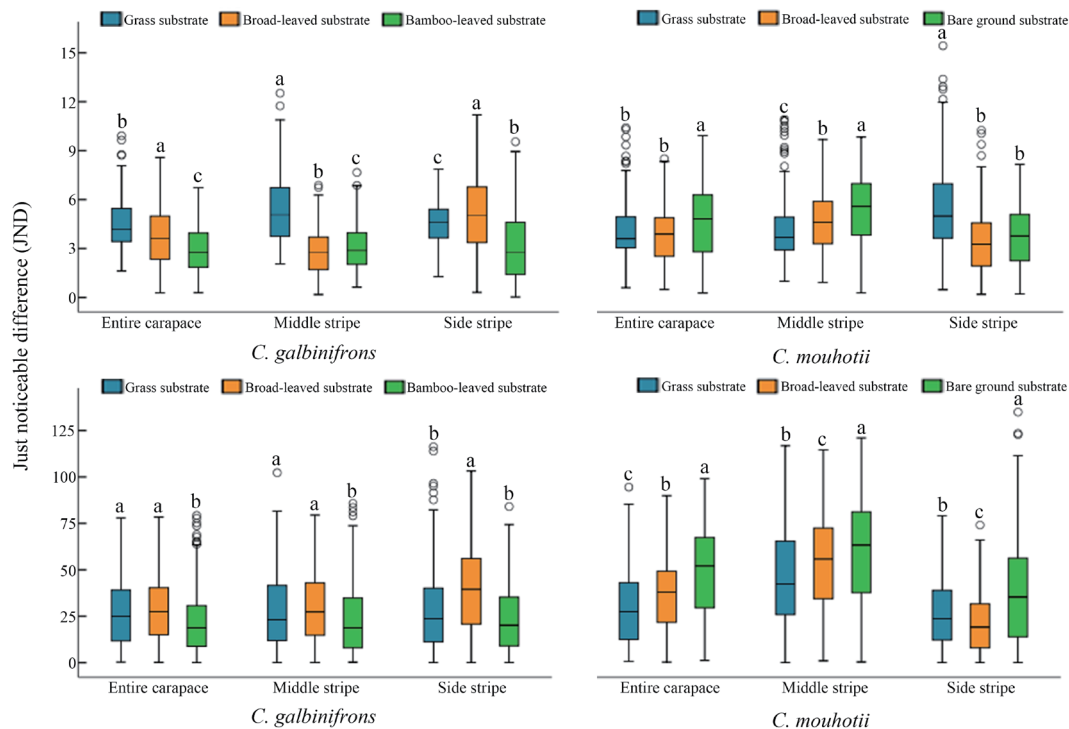 Just noticeable difference (JND)
Grass substrate Broad-leaved substrate Bamboo-leaved substrate
15
12
9
6
3
0
b a c
a b c
c a b
Entire carapace Middle stripe Side stripe
C. galbinifrons
Grass substrate Broad-leaved substrate Bare ground substrate
b b a
c b a
a b b
Entire carapace Middle stripe Side stripe
C. mouhotii
Grass substrate Broad-leaved substrate Bamboo-leaved substrate
125
100
75
50
25
0
a a b
a a b
b a b
Entire carapace Middle stripe Side stripe
C. galbinifrons
Grass substrate Broad-leaved substrate Bare ground substrate
c b a
b c a
b c a
Entire carapace Middle stripe Side stripe
C. mouhotii